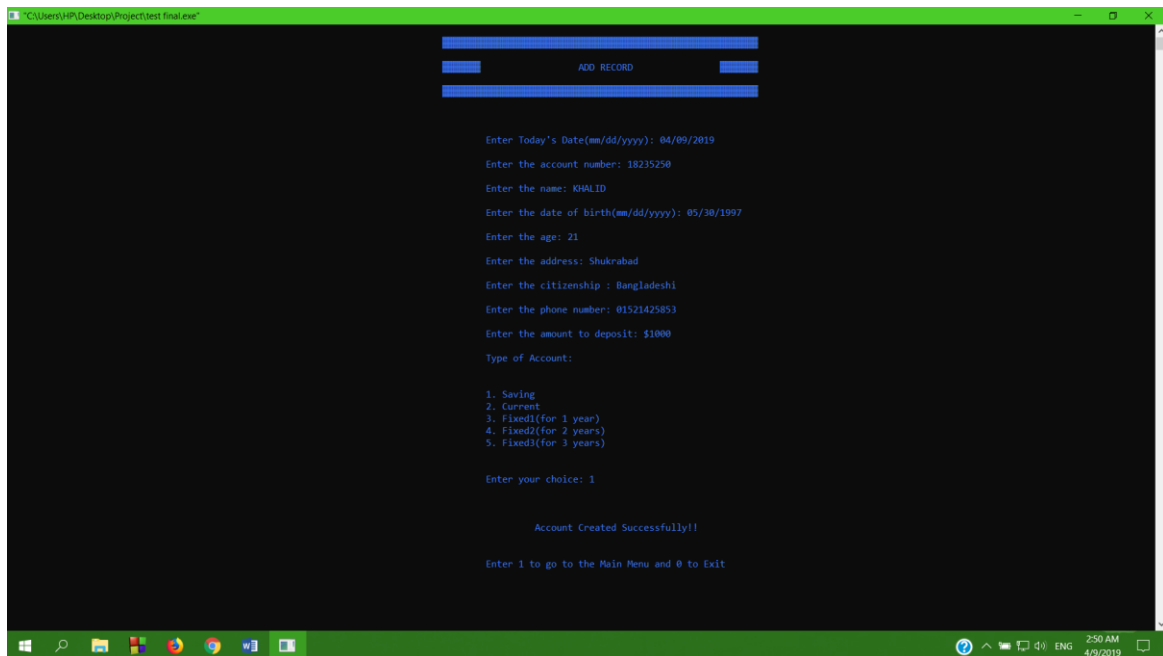 "C:\Users\HP\Desktop\Project\test final.exe"
ADD RECORD
Enter Today's Date(mm/dd/yyyy): 04/09/2019
Enter the account number: 18235250
Enter the name: KHALID
Enter the date of birth(mm/dd/yyyy): 05/30/1997
Enter the age: 21
Enter the address: Shukrabad
Enter the citizenship : Bangladeshi
Enter the phone number: 01521425853
Enter the amount to deposit: $1000
Type of Account:
1. Saving
2. Current
3. Fixed1(for 1 year)
4. Fixed2(for 2 years)
5. Fixed3(for 3 years)
Enter your choice: 1
Account Created Successfully!!
Enter 1 to go to the Main Menu and 0 to Exit
ENG
2:50 AM
4/9/2019